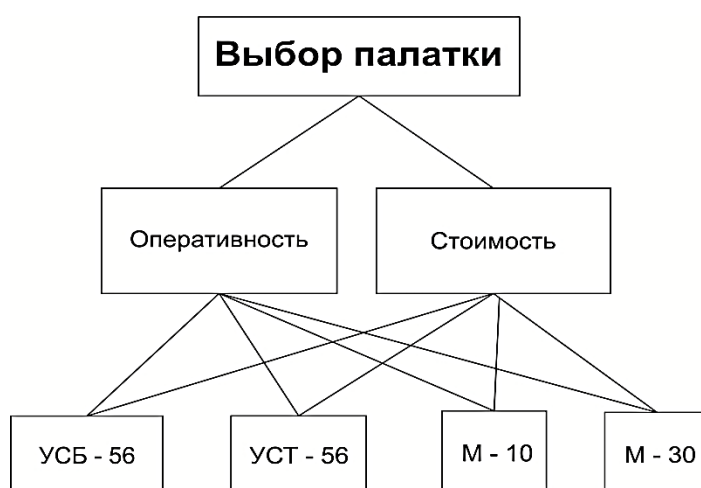 Выбор палатки
Оперативность
Стоимость
УСБ - 56
УСТ - 56
М - 10
М - 30